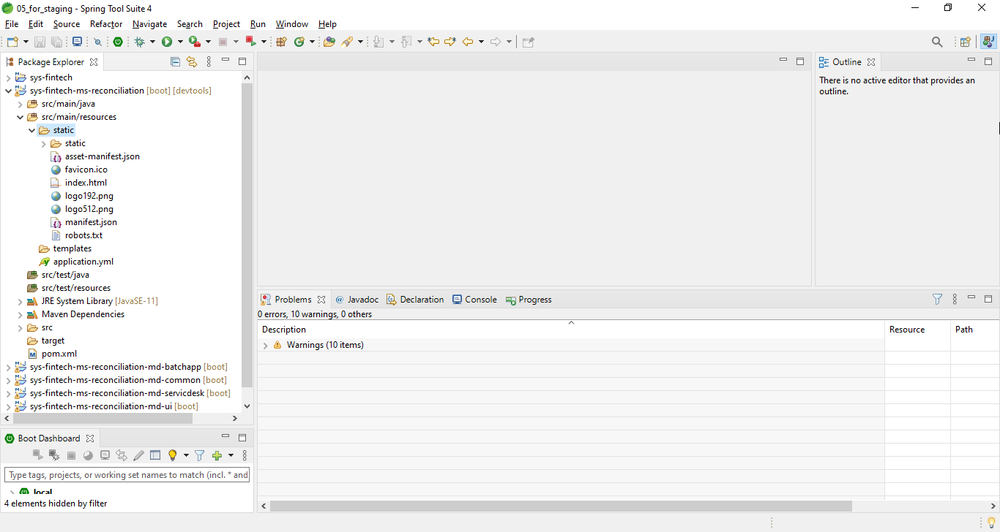 05_for_staging - Spring Tool Suite 4
File Edit Source Refactor Navigate Search Project Run Window Help
Package Explorer
sys-fintech
sys-fintech-ms-reconciliation [boot] [devtools]
src/main/java
src/main/resources
static
static
asset-manifest.json
favicon.ico
index.html
logo192.png
logo512.png
manifest.json
robots.txt
templates
application.yml
src/test/java
src/test/resources
JRE System Library [JavaSE-11]
Maven Dependencies
src
target
pom.xml
sys-fintech-ms-reconciliation-md-batchapp [boot]
sys-fintech-ms-reconciliation-md-common [boot]
sys-fintech-ms-reconciliation-md-servicdesk [boot]
sys-fintech-ms-reconciliation-md-ui [boot]
Boot Dashboard
Type tags, projects, or working set names to match (incl. * and
local
4 elements hidden by filter
Outline
There is no active editor that provides an
outline.
Problems Javadoc Declaration Console Progress
0 errors, 10 warnings, 0 others
Description Resource Path
Warnings (10 items)